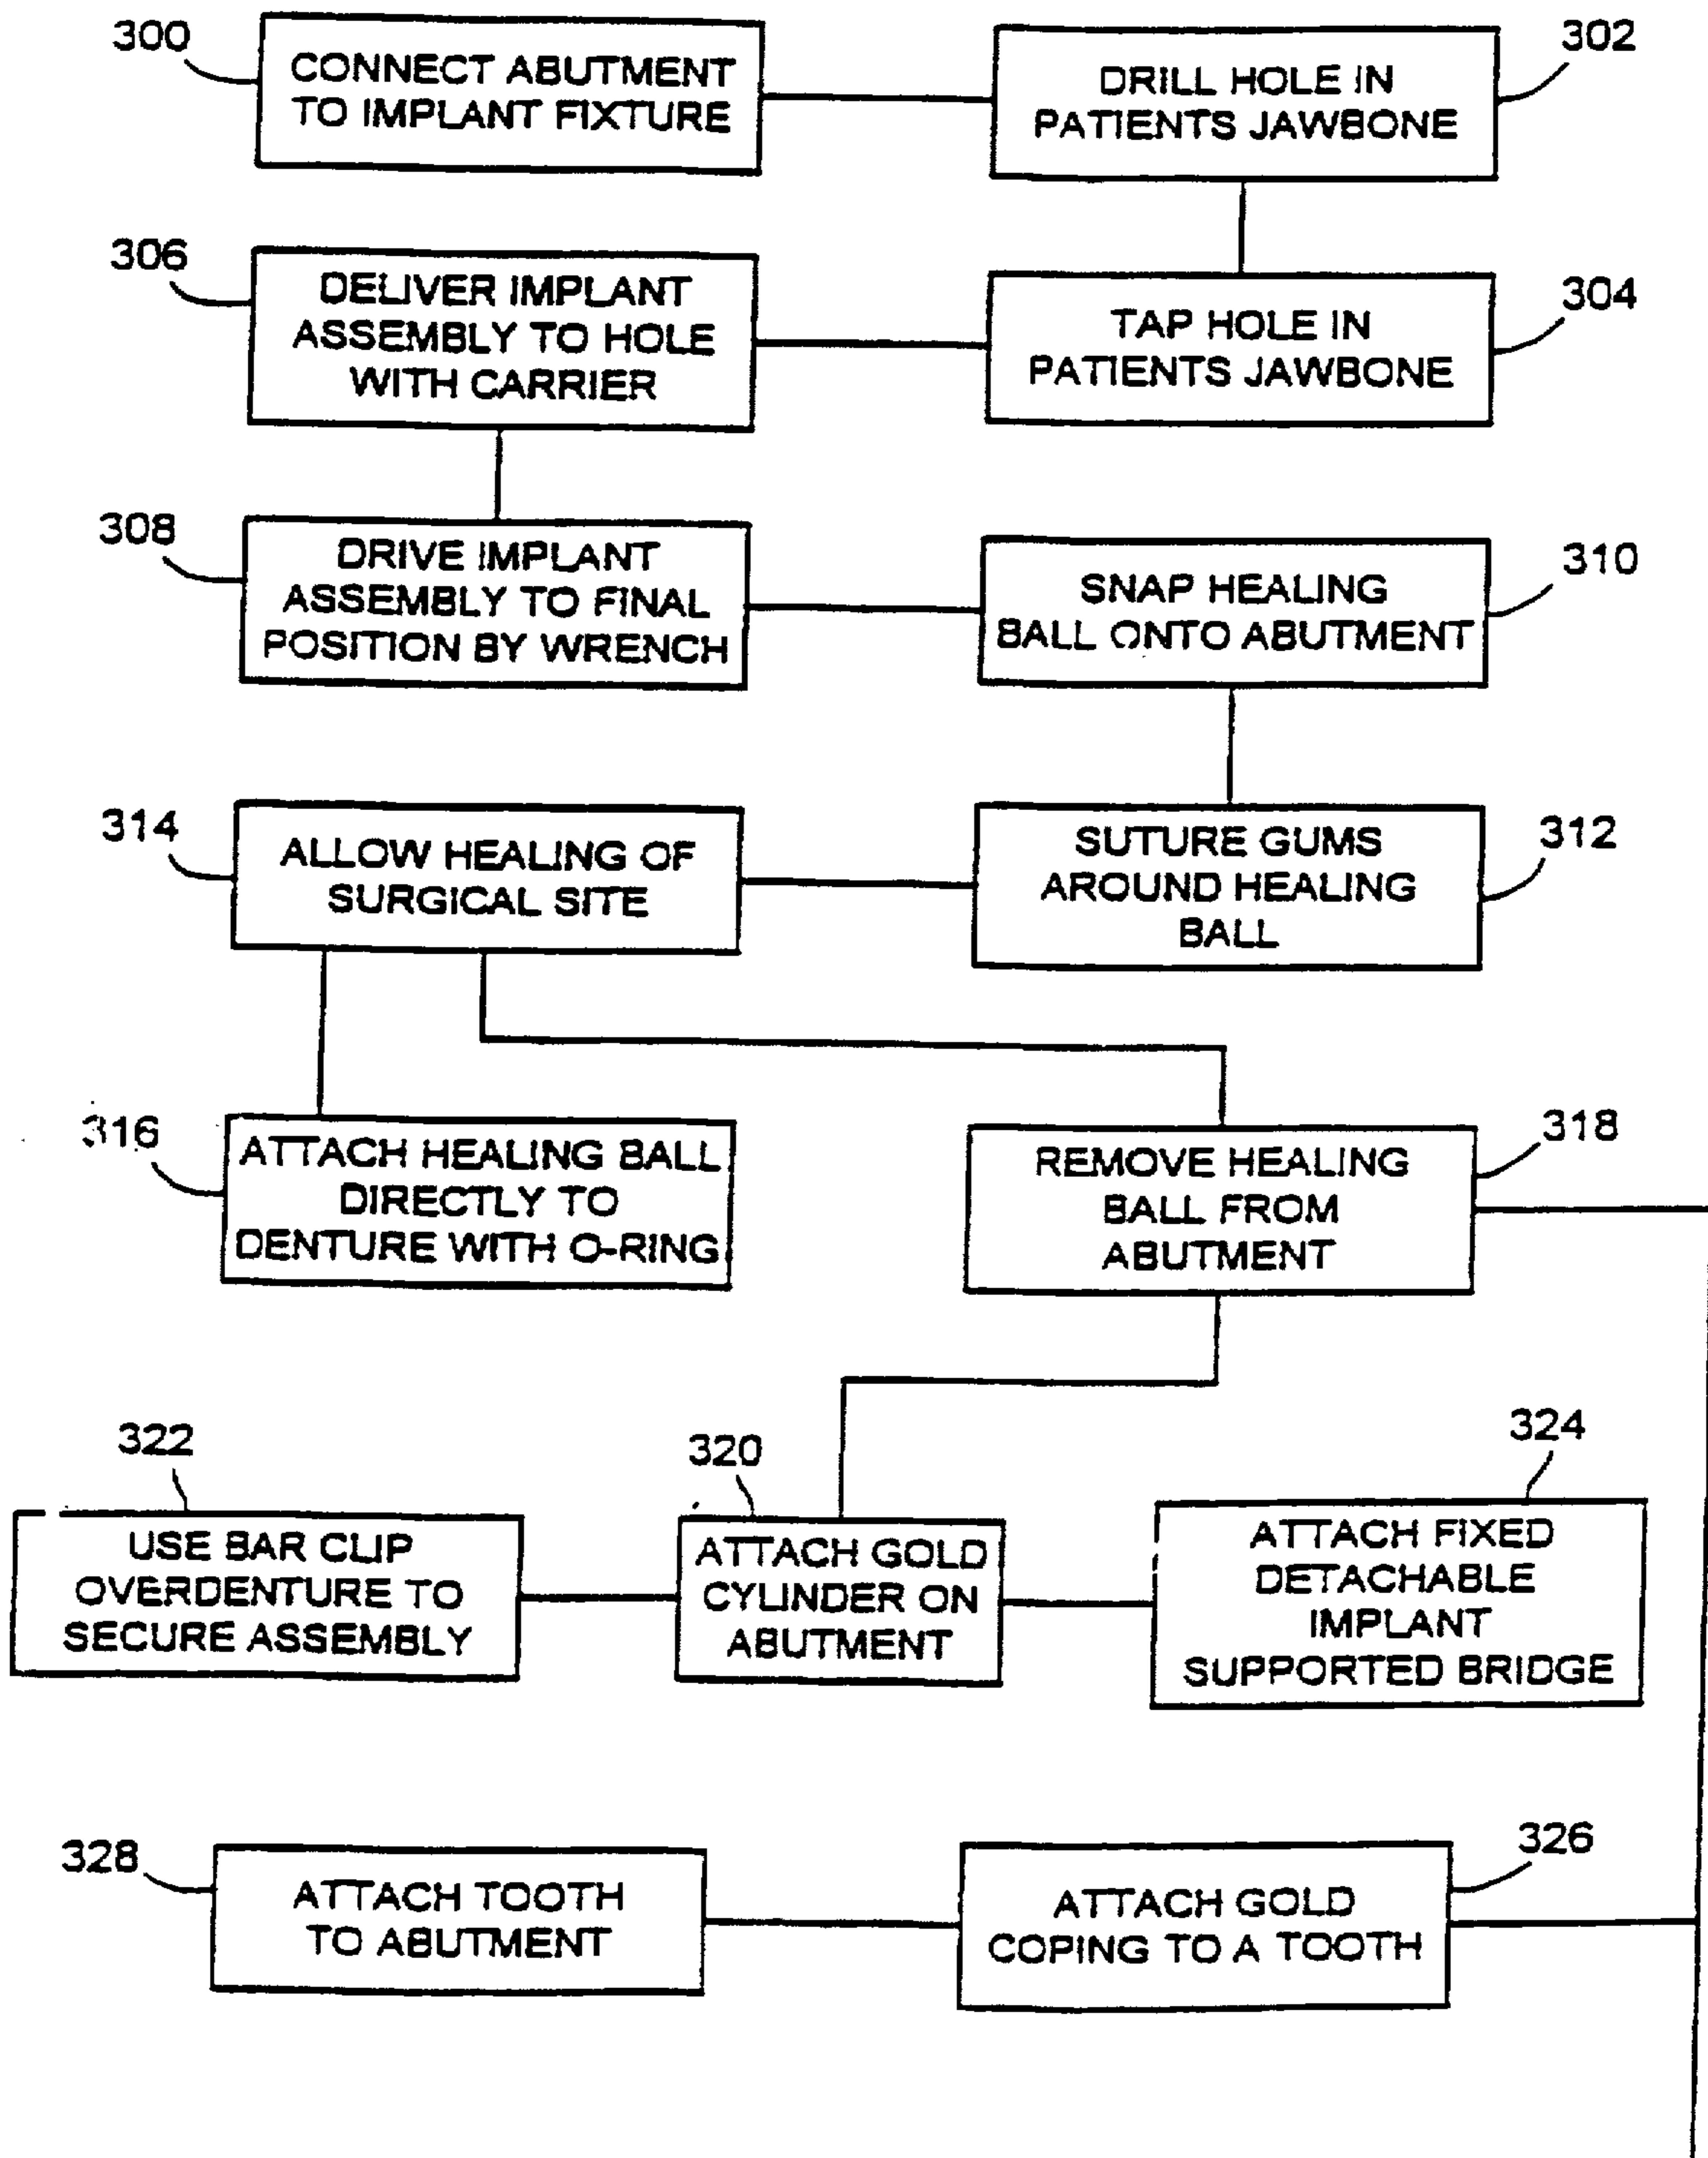 300
CONNECT ABUTMENT
TO IMPLANT FIXTURE
302
DRILL HOLE IN
PATIENTS JAWBONE
306
DELIVER IMPLANT
ASSEMBLY TO HOLE
WITH CARRIER
304
TAP HOLE IN
PATIENTS JAWBONE
308
DRIVE IMPLANT
ASSEMBLY TO FINAL
POSITION BY WRENCH
310
SNAP HEALING
BALL ONTO ABUTMENT
314
ALLOW HEALING OF
SURGICAL SITE
312
SUTURE GUMS
AROUND HEALING
BALL
316
ATTACH HEALING BALL
DIRECTLY TO
DENTURE WITH O-RING
318
REMOVE HEALING
BALL FROM
ABUTMENT
322
USE BAR CLIP
OVERDENTURE TO
SECURE ASSEMBLY
320
ATTACH GOLD
CYLINDER ON
ABUTMENT
324
ATTACH FIXED
DETACHABLE
IMPLANT
SUPPORTED BRIDGE
328
ATTACH TOOTH
TO ABUTMENT
326
ATTACH GOLD
COPING TO A TOOTH